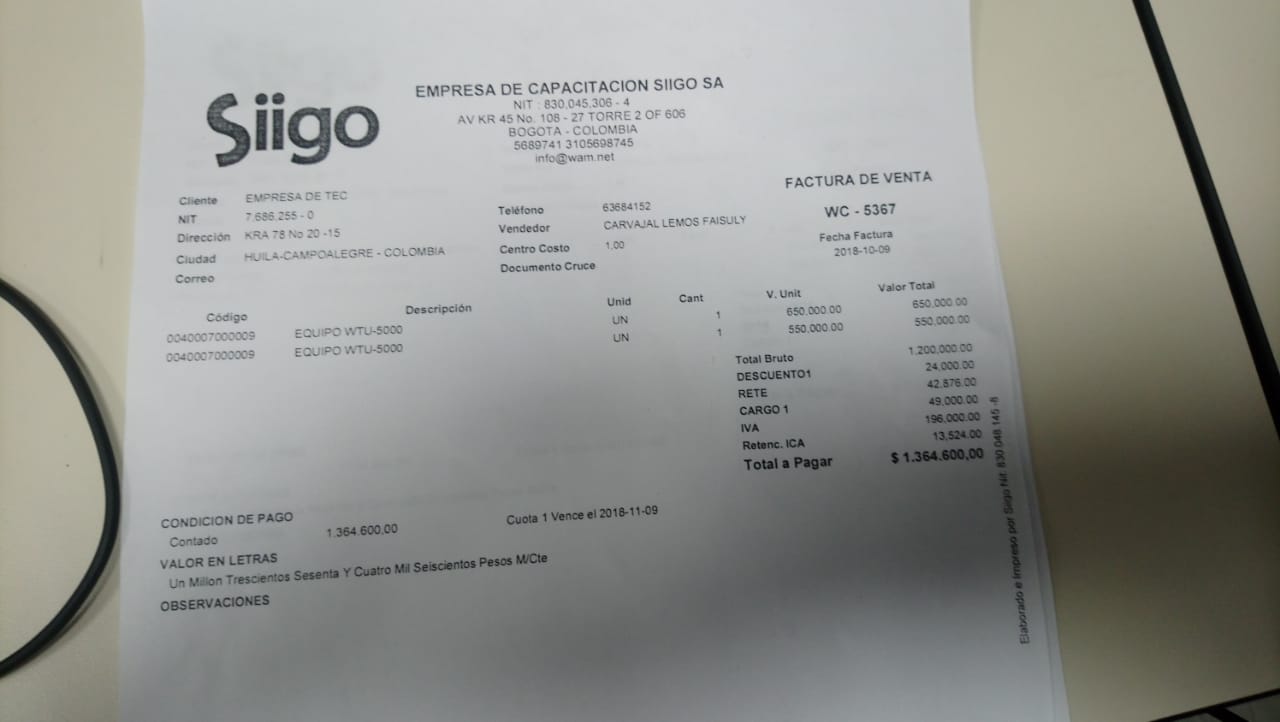 Siigo
EMPRESA DE CAPACITACION SIIGO SA
NIT : 830,045,306 - 4
AV KR 45 No. 108 - 27 TORRE 2 OF 606
BOGOTA - COLOMBIA
5689741 3105698745
info@wam.net
FACTURA DE VENTA
WC - 5367
Fecha Factura
2018-10-09
Cliente EMPRESA DE TEC
NIT 7,686,255 - 0
Dirección KRA 78 No 20 -15
Ciudad HUILA-CAMPOALEGRE - COLOMBIA
Correo
Teléfono 63684152
Vendedor CARVAJAL LEMOS FAISULY
Centro Costo 1.00
Documento Cruce
Código Descripción Unid Cant V. Unit Valor Total
0040007000009 EQUIPO WTU-5000 UN 1 650,000.00 650,000.00
0040007000009 EQUIPO WTU-5000 UN 1 550,000.00 550,000.00
Total Bruto 1,200,000.00
DESCUENTO1 24,000.00
RETE 42,876.00
CARGO 1 49,000.00
IVA 196,000.00
Retenc. ICA 13,524.00
Total a Pagar $ 1.364.600,00
CONDICION DE PAGO
Contado 1.364.600,00 Cuota 1 Vence el 2018-11-09
VALOR EN LETRAS
Un Millon Trescientos Sesenta Y Cuatro Mil Seiscientos Pesos M/Cte
OBSERVACIONES
Elaborado e Impreso por Siigo Nit. 830.048.145 -8